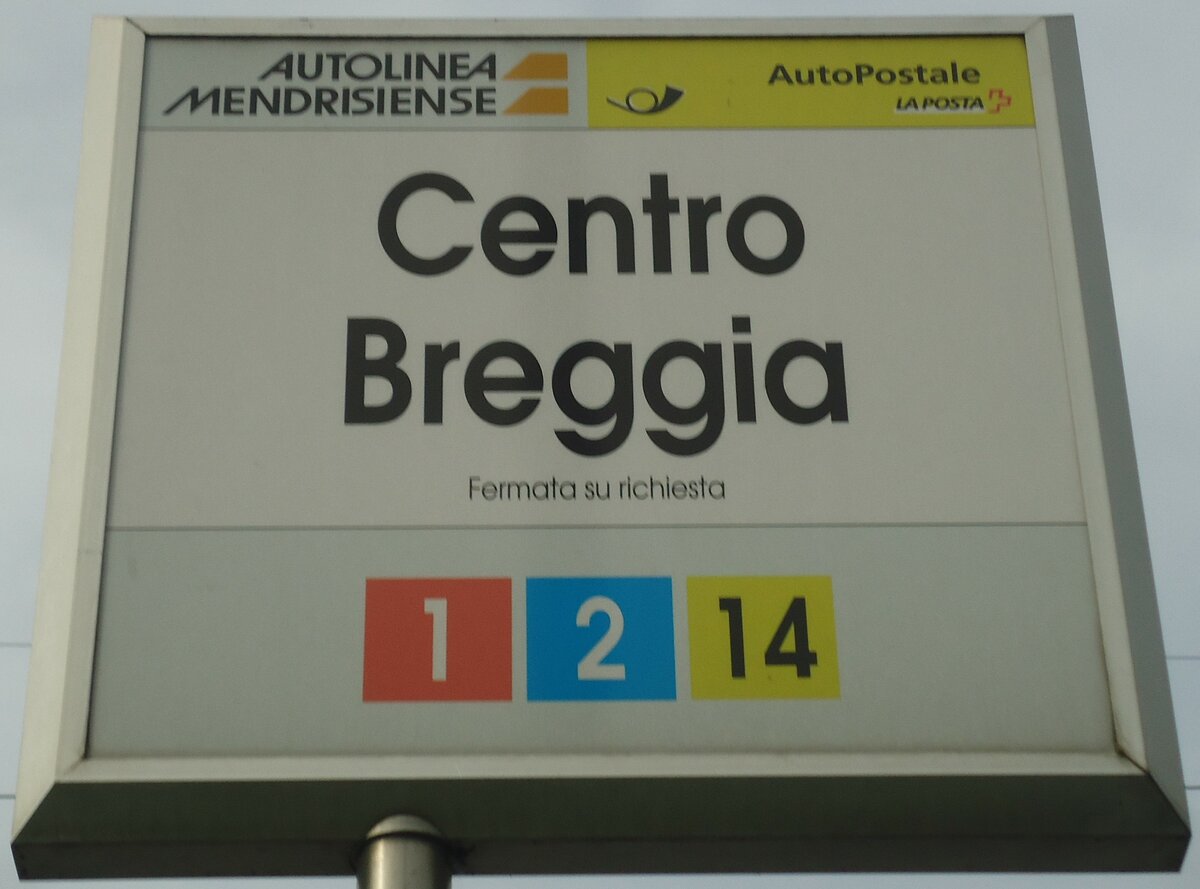 AUTOLINEA
MENDRISIENSE
AutoPostale
LA POSTA
Centro
Breggia
Fermata su richiesta
1 2 14